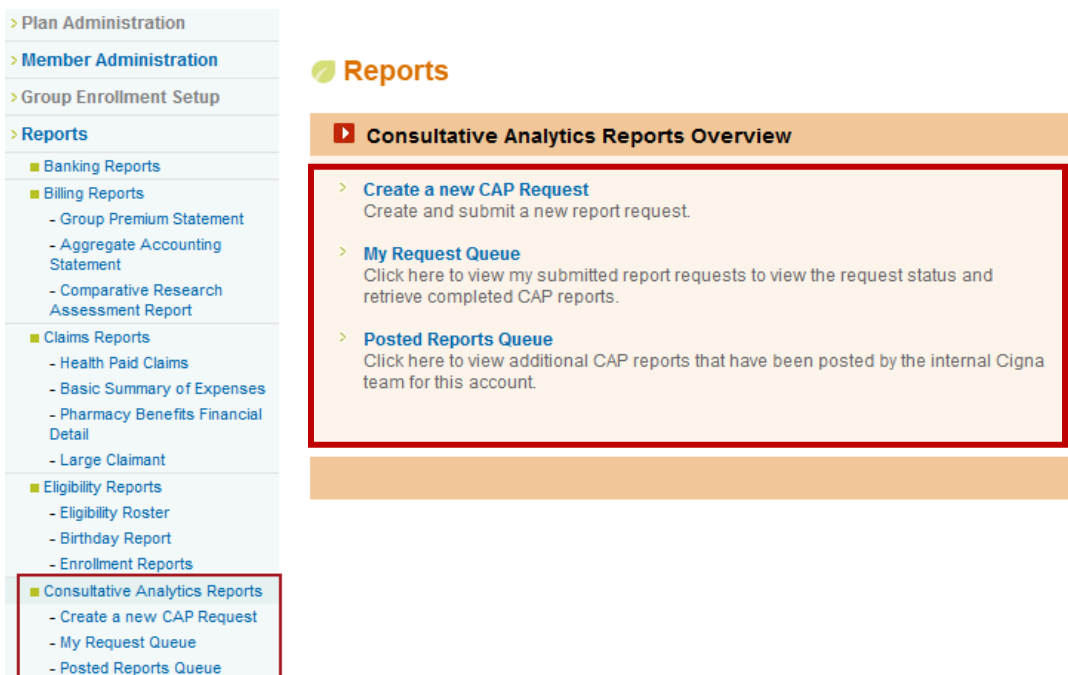 > Plan Administration
> Member Administration
> Group Enrollment Setup
> Reports
Banking Reports
Billing Reports
- Group Premium Statement
- Aggregate Accounting
Statement
- Comparative Research
Assessment Report
Claims Reports
- Health Paid Claims
- Basic Summary of Expenses
- Pharmacy Benefits Financial
Detail
- Large Claimant
Eligibility Reports
- Eligibility Roster
- Birthday Report
- Enrollment Reports
Consultative Analytics Reports
- Create a new CAP Request
- My Request Queue
- Posted Reports Queue
Reports
Consultative Analytics Reports Overview
> Create a new CAP Request
Create and submit a new report request.
> My Request Queue
Click here to view my submitted report requests to view the request status and
retrieve completed CAP reports.
> Posted Reports Queue
Click here to view additional CAP reports that have been posted by the internal Cigna
team for this account.